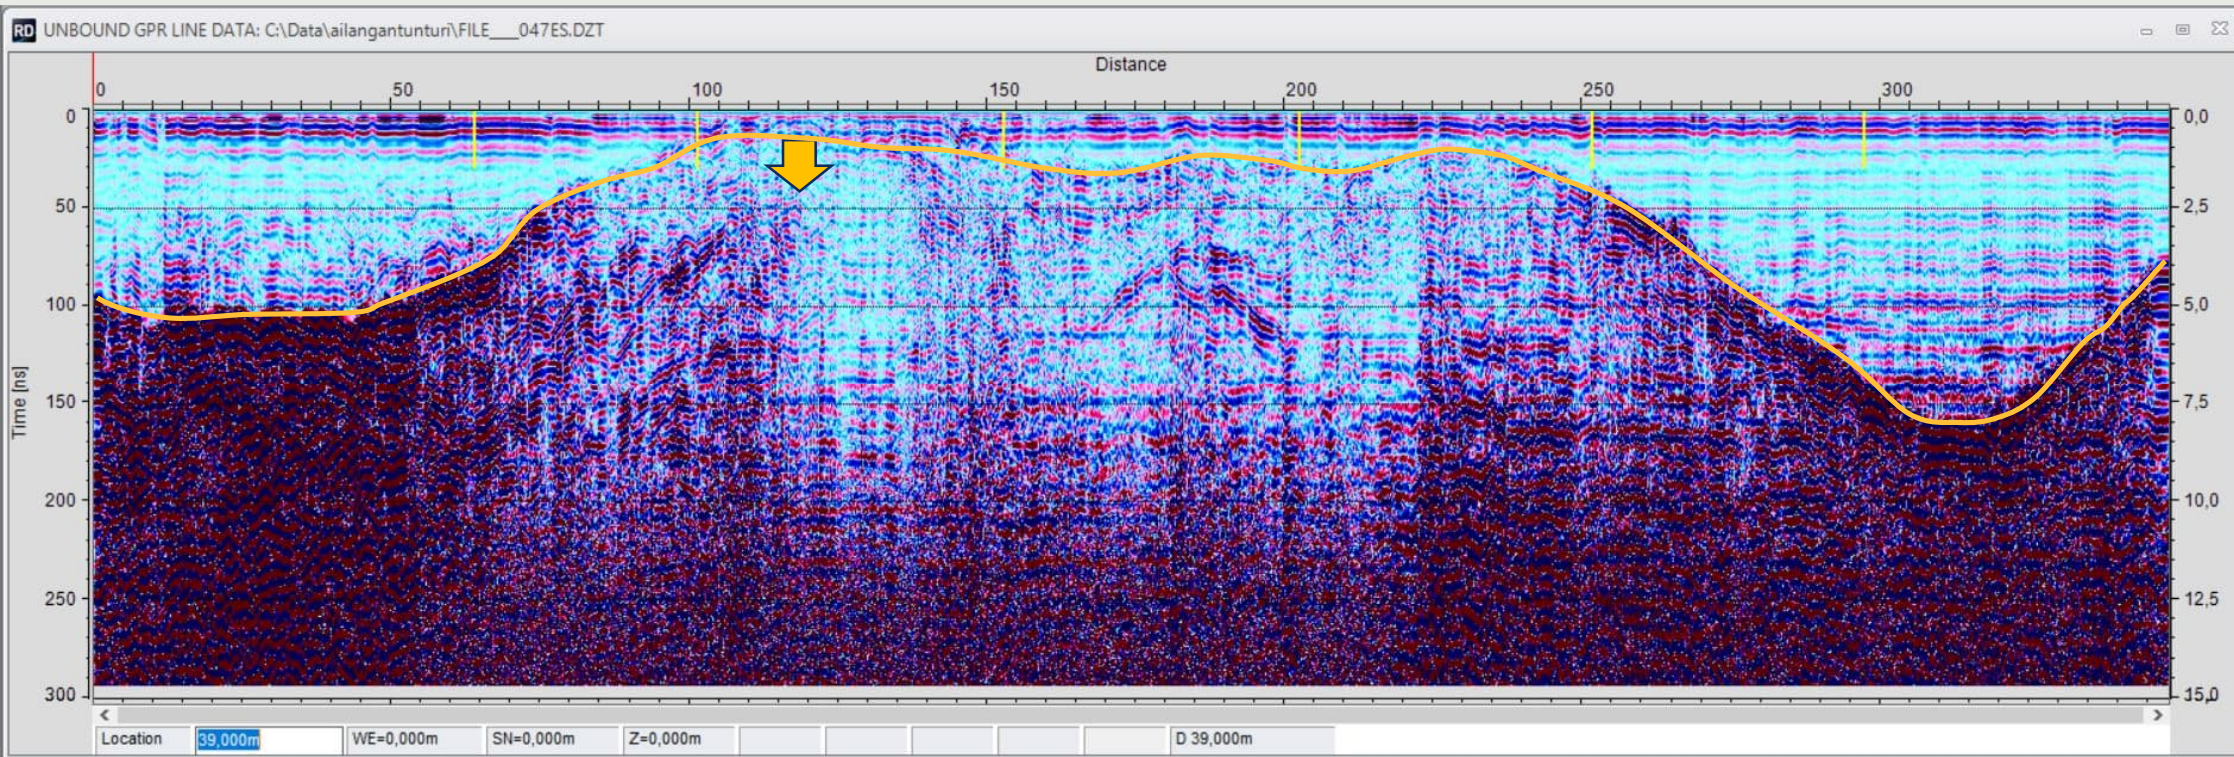 RD UNBOUND GPR LINE DATA: C:\Data\ailangantunturi\FILE___047ES.DZT
Distance
0 50 100 150 200 250 300
0 0,0
50 2,5
100 5,0
150 7,5
200 10,0
250 12,5
300 15,0
Time [ns]
Location 39,000m WE=0,000m SN=0,000m Z=0,000m D 39,000m